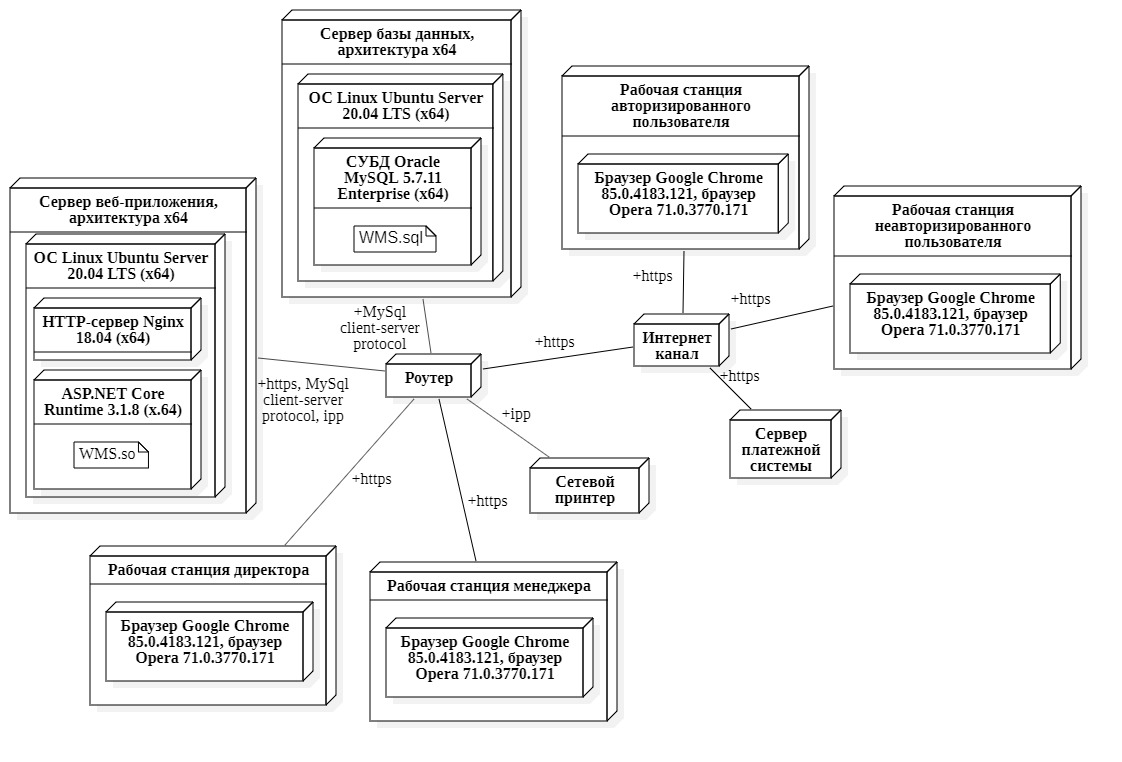 Сервер базы данных,
архитектура x64
ОС Linux Ubuntu Server
20.04 LTS (x64)
СУБД Oracle
MySQL 5.7.11
Enterprise (x64)
WMS.sql
Рабочая станция
авторизированного
пользователя
Браузер Google Chrome
85.0.4183.121, браузер
Opera 71.0.3770.171
Сервер веб-приложения,
архитектура x64
ОС Linux Ubuntu Server
20.04 LTS (x64)
HTTP-сервер Nginx
18.04 (x64)
ASP.NET Core
Runtime 3.1.8 (x.64)
WMS.so
Рабочая станция
неавторизированного
пользователя
Браузер Google Chrome
85.0.4183.121, браузер
Opera 71.0.3770.171
+https
+https
+MySql
client-server
protocol
+https
Интернет
канал
Роутер
+https
+https, MySql
client-server
protocol, ipp
+ipp
Сервер
платежной
системы
+https
+https
Сетевой
принтер
Рабочая станция директора
Браузер Google Chrome
85.0.4183.121, браузер
Opera 71.0.3770.171
Рабочая станция менеджера
Браузер Google Chrome
85.0.4183.121, браузер
Opera 71.0.3770.171